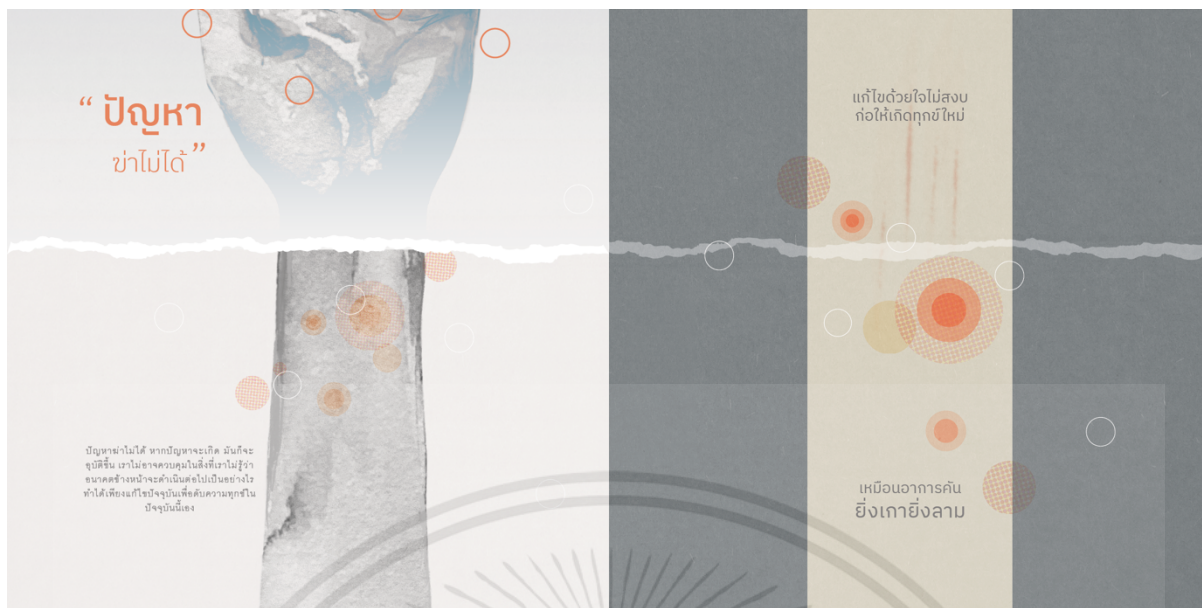 “ ปัญหา
ฆ่าไม่ได้ ”
ปัญหาฆ่าไม่ได้ หากปัญหาจะเกิด มันก็จะ
อุบัติขึ้น เราไม่อาจควบคุมในสิ่งที่เราไม่รู้ว่า
อนาคตข้างหน้าจะดำเนินต่อไปเป็นอย่างไร
ทำได้เพียงแก้ไขปัจจุบันเพื่อดับความทุกข์ใน
ปัจจุบันนี้เอง
แก้ไขด้วยใจไม่สงบ
ก่อให้เกิดทุกข์ใหม่
เหมือนอาการคัน
ยิ่งเกายิ่งลาม